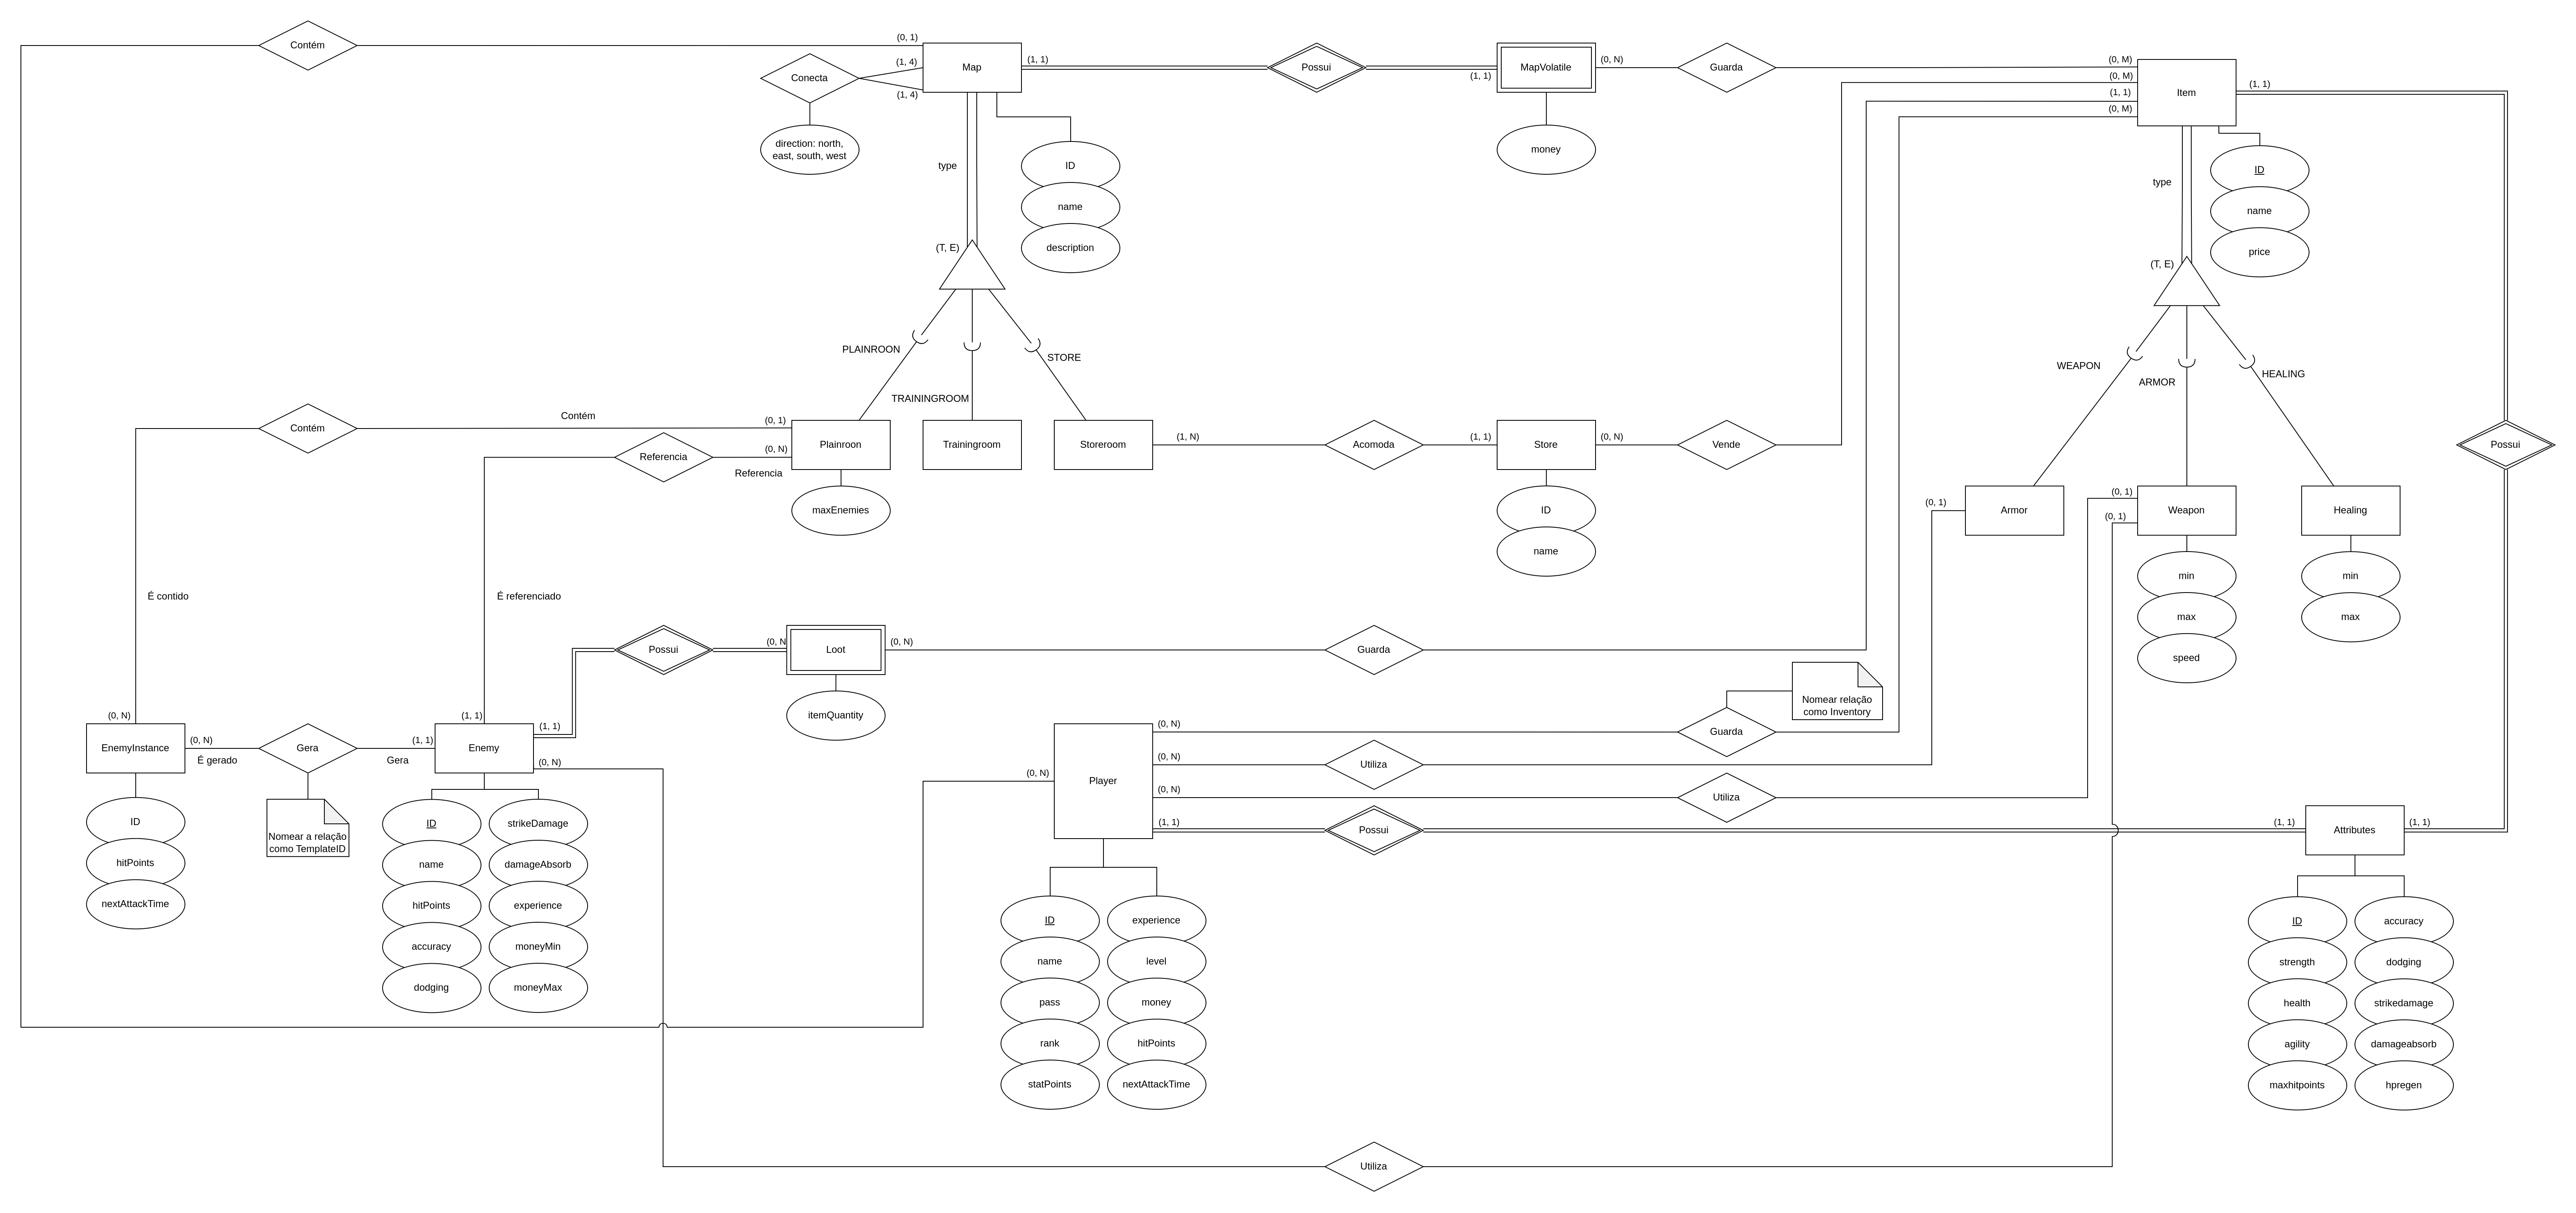 Contém
(0, 1)
Map
(1, 1)
Possui
(1, 1)
MapVolatile
(0, N)
Guarda
(0, M)
(0, M)
(1, 1)
(0, M)
Item
(1, 1)
Conecta
(1, 4)
(1, 4)
direction: north,
east, south, west
money
type
ID
name
description
type
ID
name
price
(T, E)
(T, E)
PLAINROON
TRAININGROOM
STORE
WEAPON
ARMOR
HEALING
Contém
Contém
(0, 1)
Referencia
(0, N)
Referencia
Plainroon
Trainingroom
Storeroom
(1, N)
Acomoda
(1, 1)
Store
(0, N)
Vende
Possui
maxEnemies
ID
name
(0, 1)
Armor
(0, 1)
(0, 1)
Weapon
Healing
min
max
speed
min
max
É contido
É referenciado
Possui
(0, N
Loot
(0, N)
Guarda
itemQuantity
Nomear relação
como Inventory
(0, N)
EnemyInstance
(0, N)
É gerado
Gera
(1, 1)
Gera
(1, 1)
Enemy
(1, 1)
(0, N)
Nomear a relação
como TemplateID
ID
hitPoints
nextAttackTime
ID
name
hitPoints
accuracy
dodging
strikeDamage
damageAbsorb
experience
moneyMin
moneyMax
(0, N)
Player
(0, N)
Guarda
(0, N)
Utiliza
(0, N)
Utiliza
(1, 1)
Possui
(1, 1)
Attributes
(1, 1)
ID
name
pass
rank
statPoints
experience
level
money
hitPoints
nextAttackTime
ID
strength
health
agility
maxhitpoints
accuracy
dodging
strikedamage
damageabsorb
hpregen
Utiliza